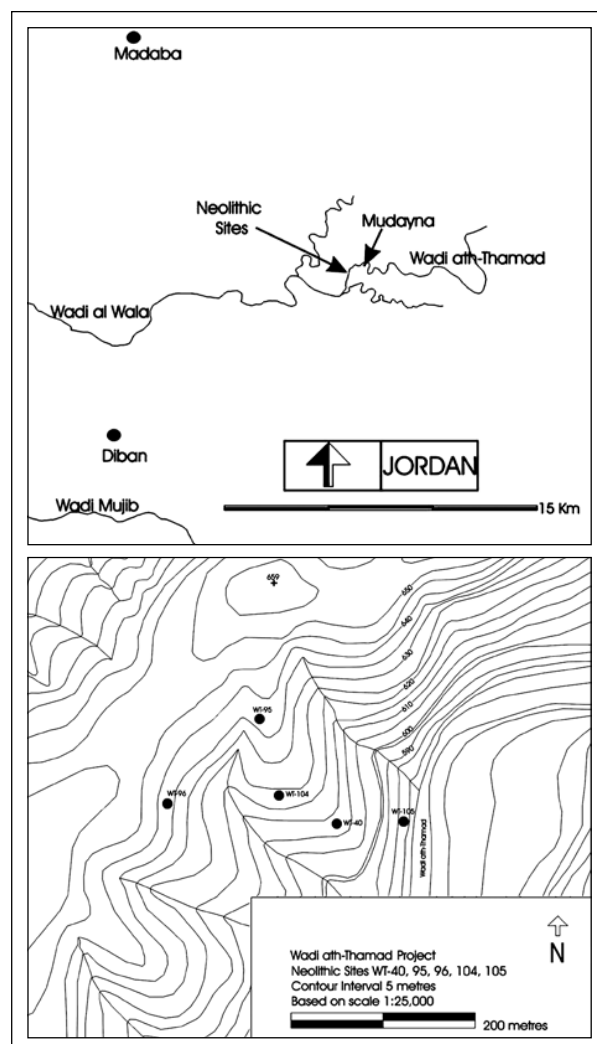 Madaba
Neolithic
Sites
Mudayna
Wadi ath-Thamad
Wadi al Wala
Diban
JORDAN
Wadi Mujib
15 Km
659
650
640
630
620
610
600
590
WT-95
WT-96
WT-104
WT-40
WT-105
Wadi ath-Thamad
N
Wadi ath-Thamad Project
Neolithic Sites WT-40, 95, 96, 104, 105
Contour Interval 5 metres
Based on scale 1:25,000
200 metres